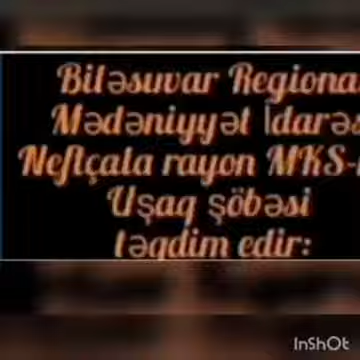 Biləsuvar Regiona
Mədəniyyət İdarəs
Neftçala rayon MKS-
Uşaq şöbəsi
təqdim edir:
InShOt